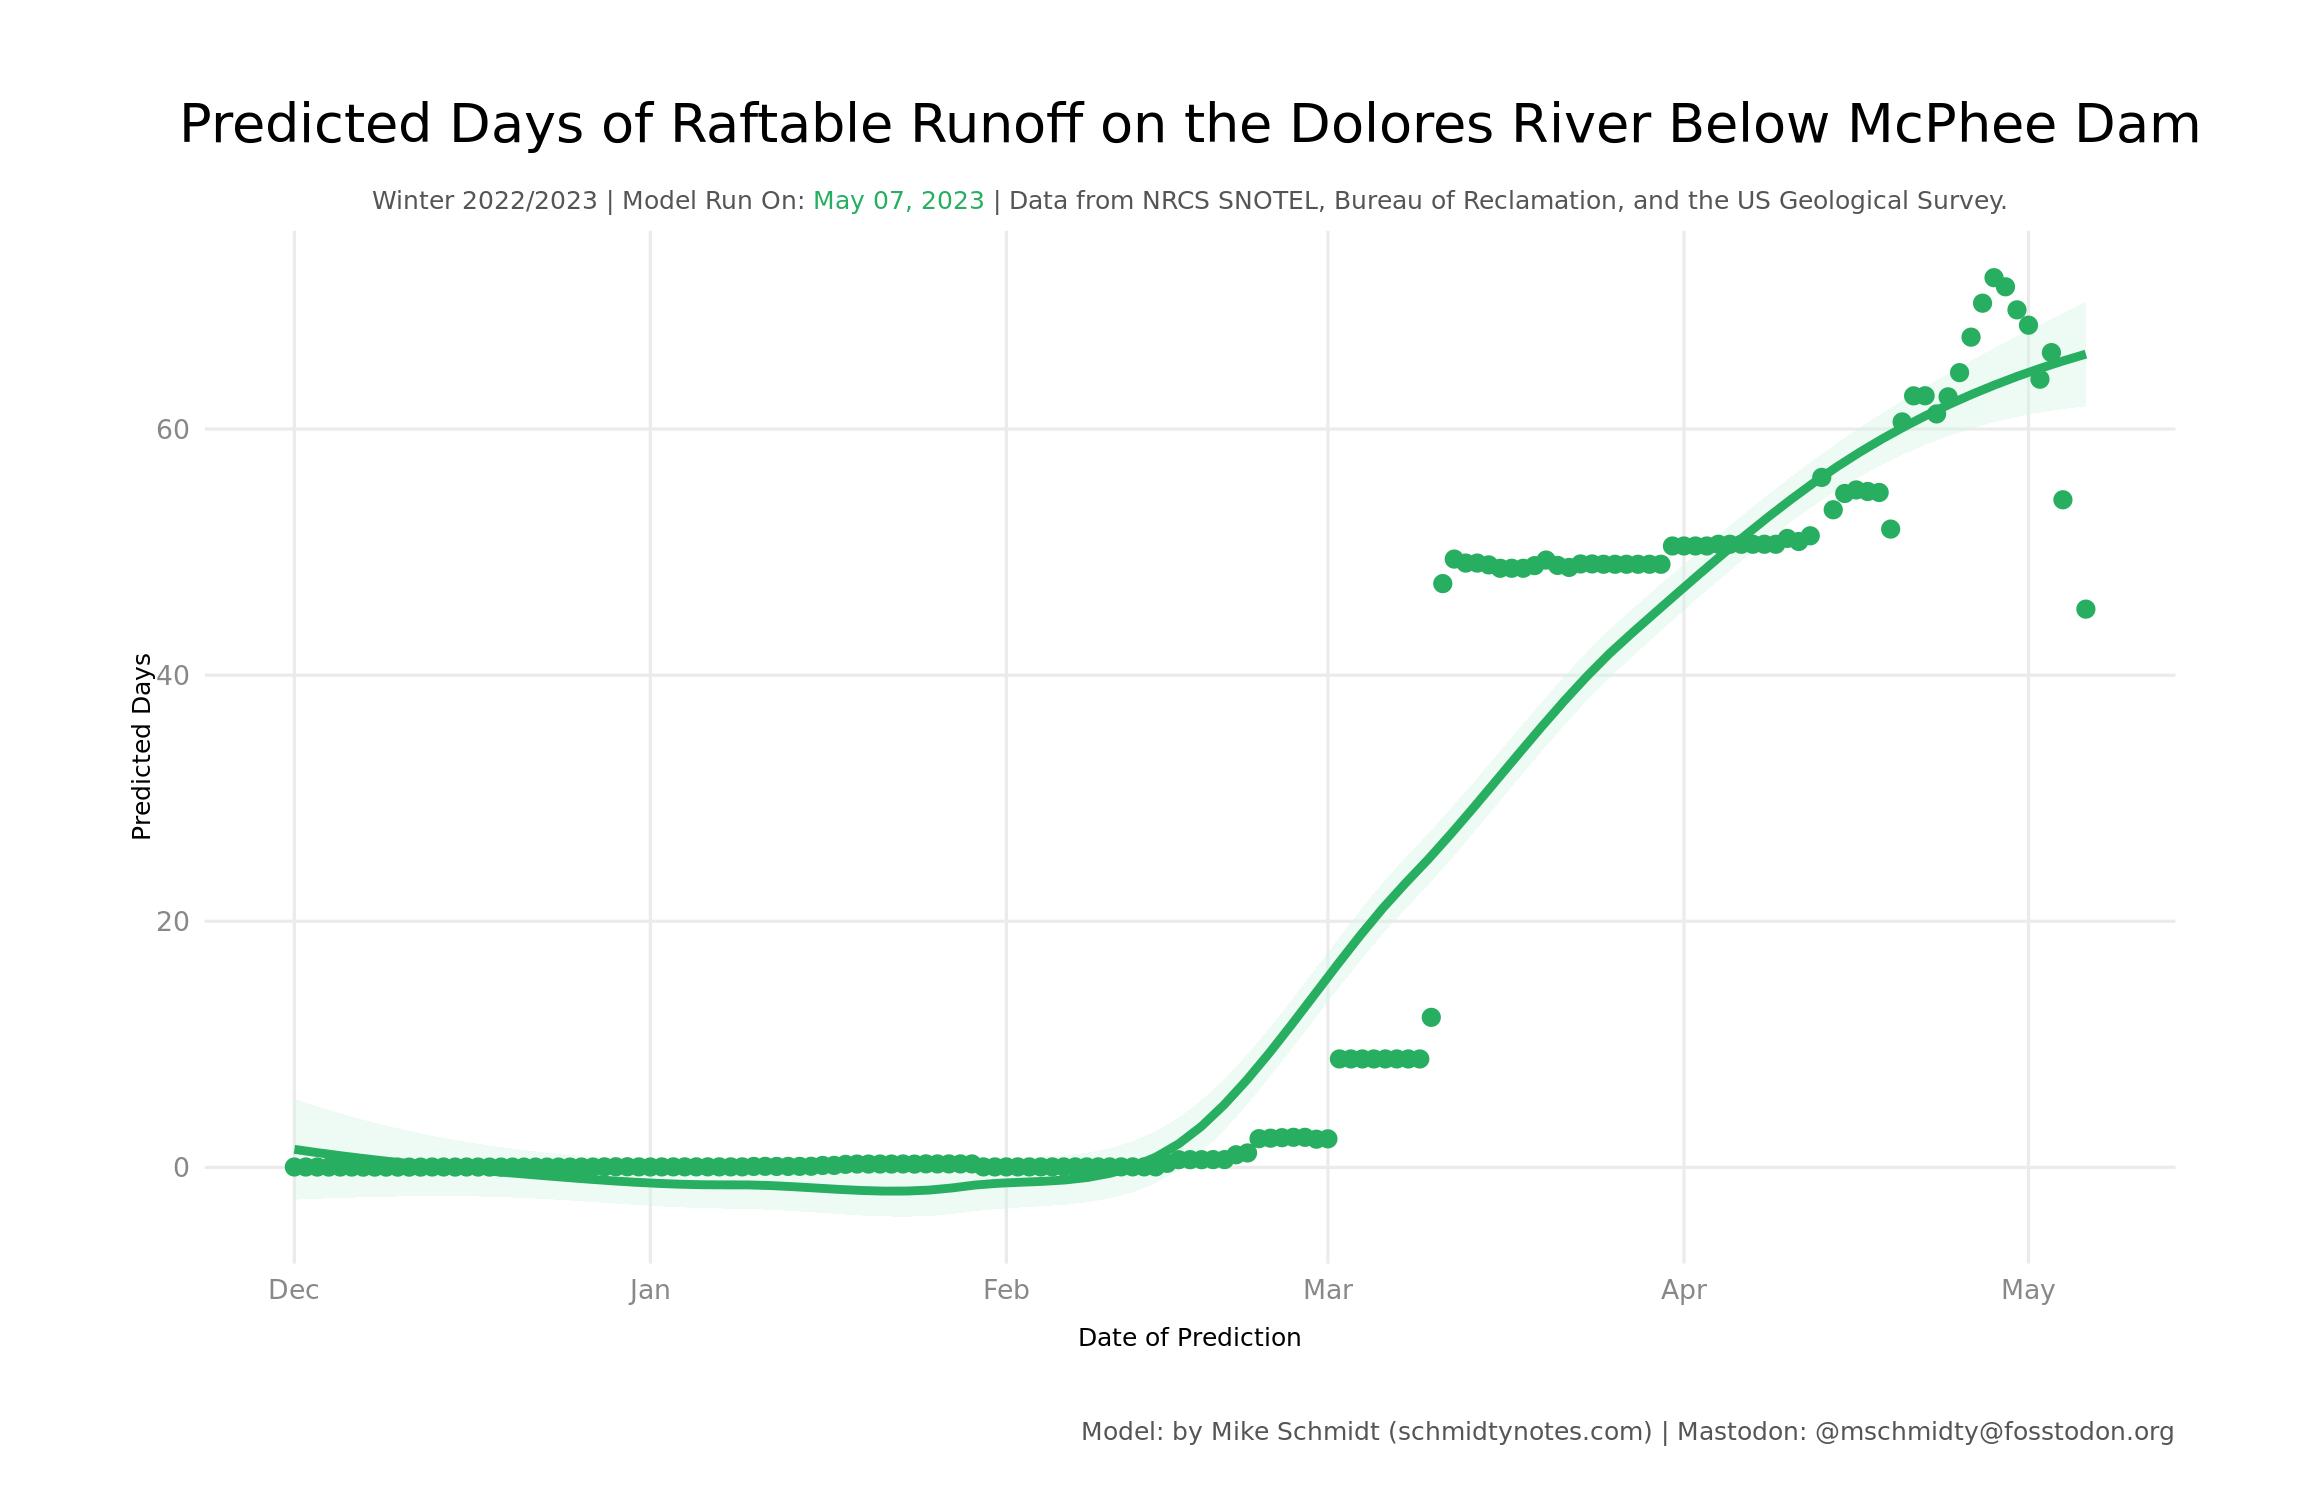 Predicted Days of Raftable Runoff on the Dolores River Below McPhee Dam
Winter 2022/2023 | Model Run On: May 07, 2023 | Data from NRCS SNOTEL, Bureau of Reclamation, and the US Geological Survey.
Predicted Days
60
40
20
0
Dec Jan Feb Mar Apr May
Date of Prediction
Model: by Mike Schmidt (schmidtynotes.com) | Mastodon: @mschmidty@fosstodon.org